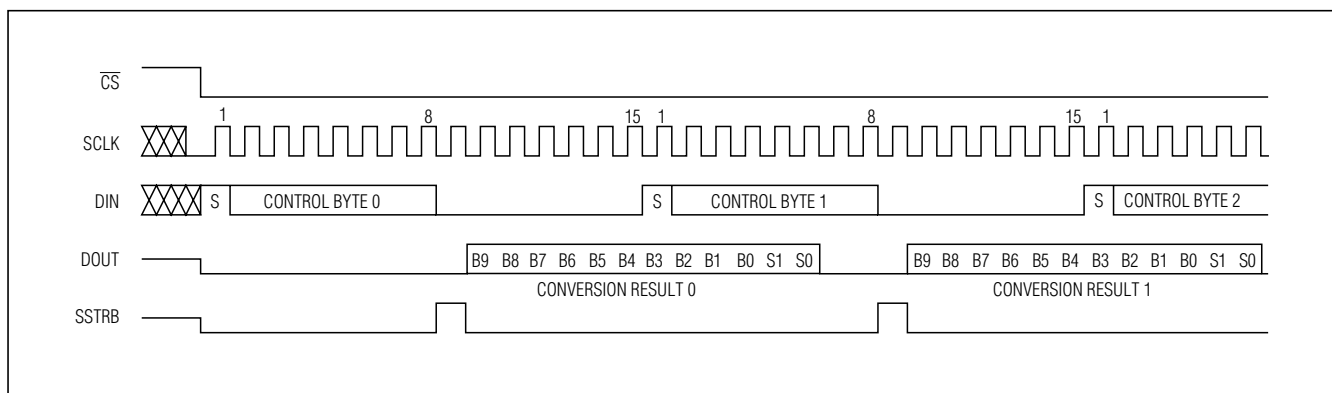 CS
1 8 15 1 8 15 1
SCLK
DIN S CONTROL BYTE 0 S CONTROL BYTE 1 S CONTROL BYTE 2
DOUT B9 B8 B7 B6 B5 B4 B3 B2 B1 B0 S1 S0 B9 B8 B7 B6 B5 B4 B3 B2 B1 B0 S1 S0
CONVERSION RESULT 0 CONVERSION RESULT 1
SSTRB